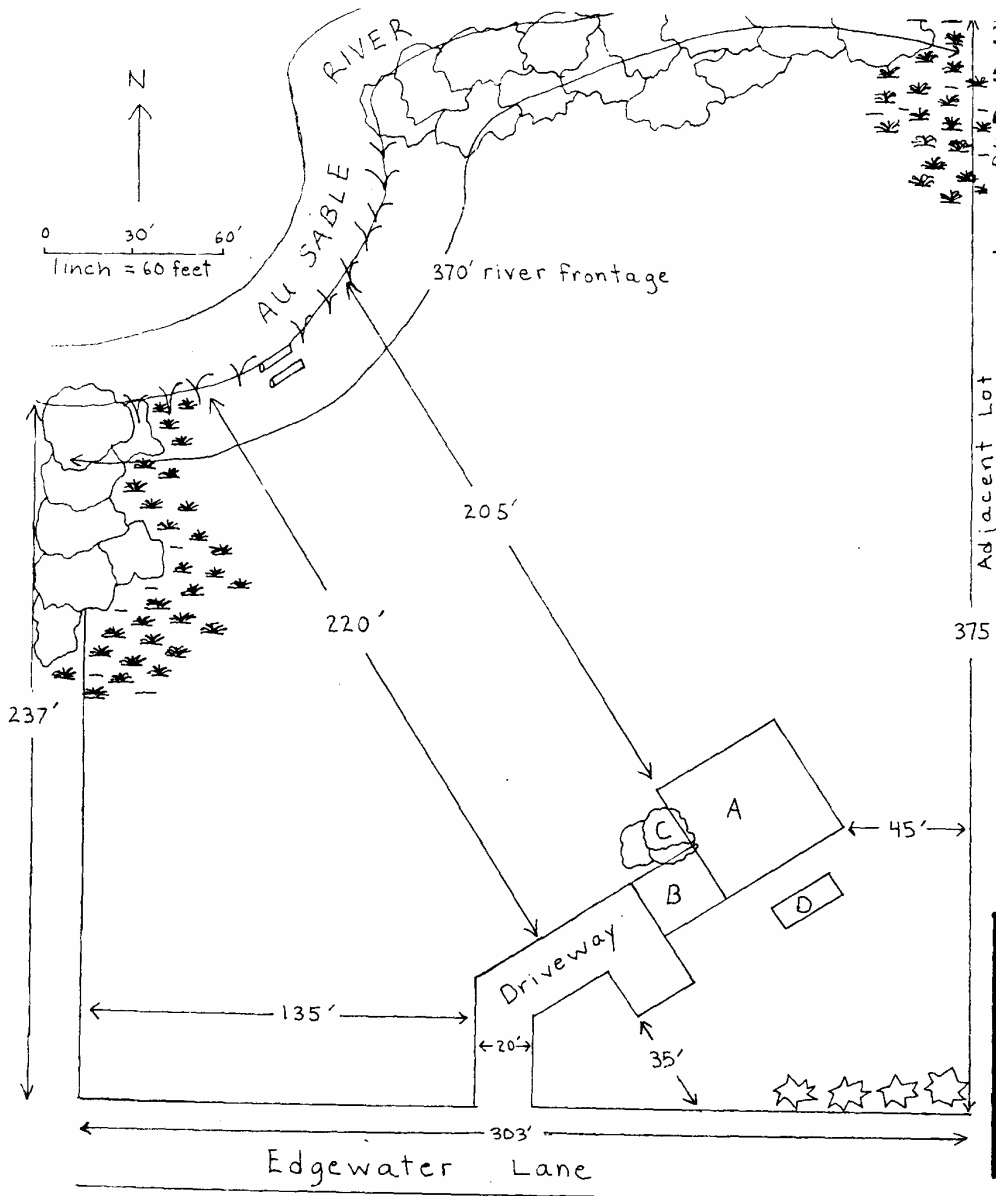 RIVER
N
0 30' 60'
1 inch = 60 feet
AU SABLE
370' river frontage
205'
Adjacent Lot
220'
375
237'
A
C
45'
B
D
Driveway
135'
20'
35'
303'
Edgewater Lane